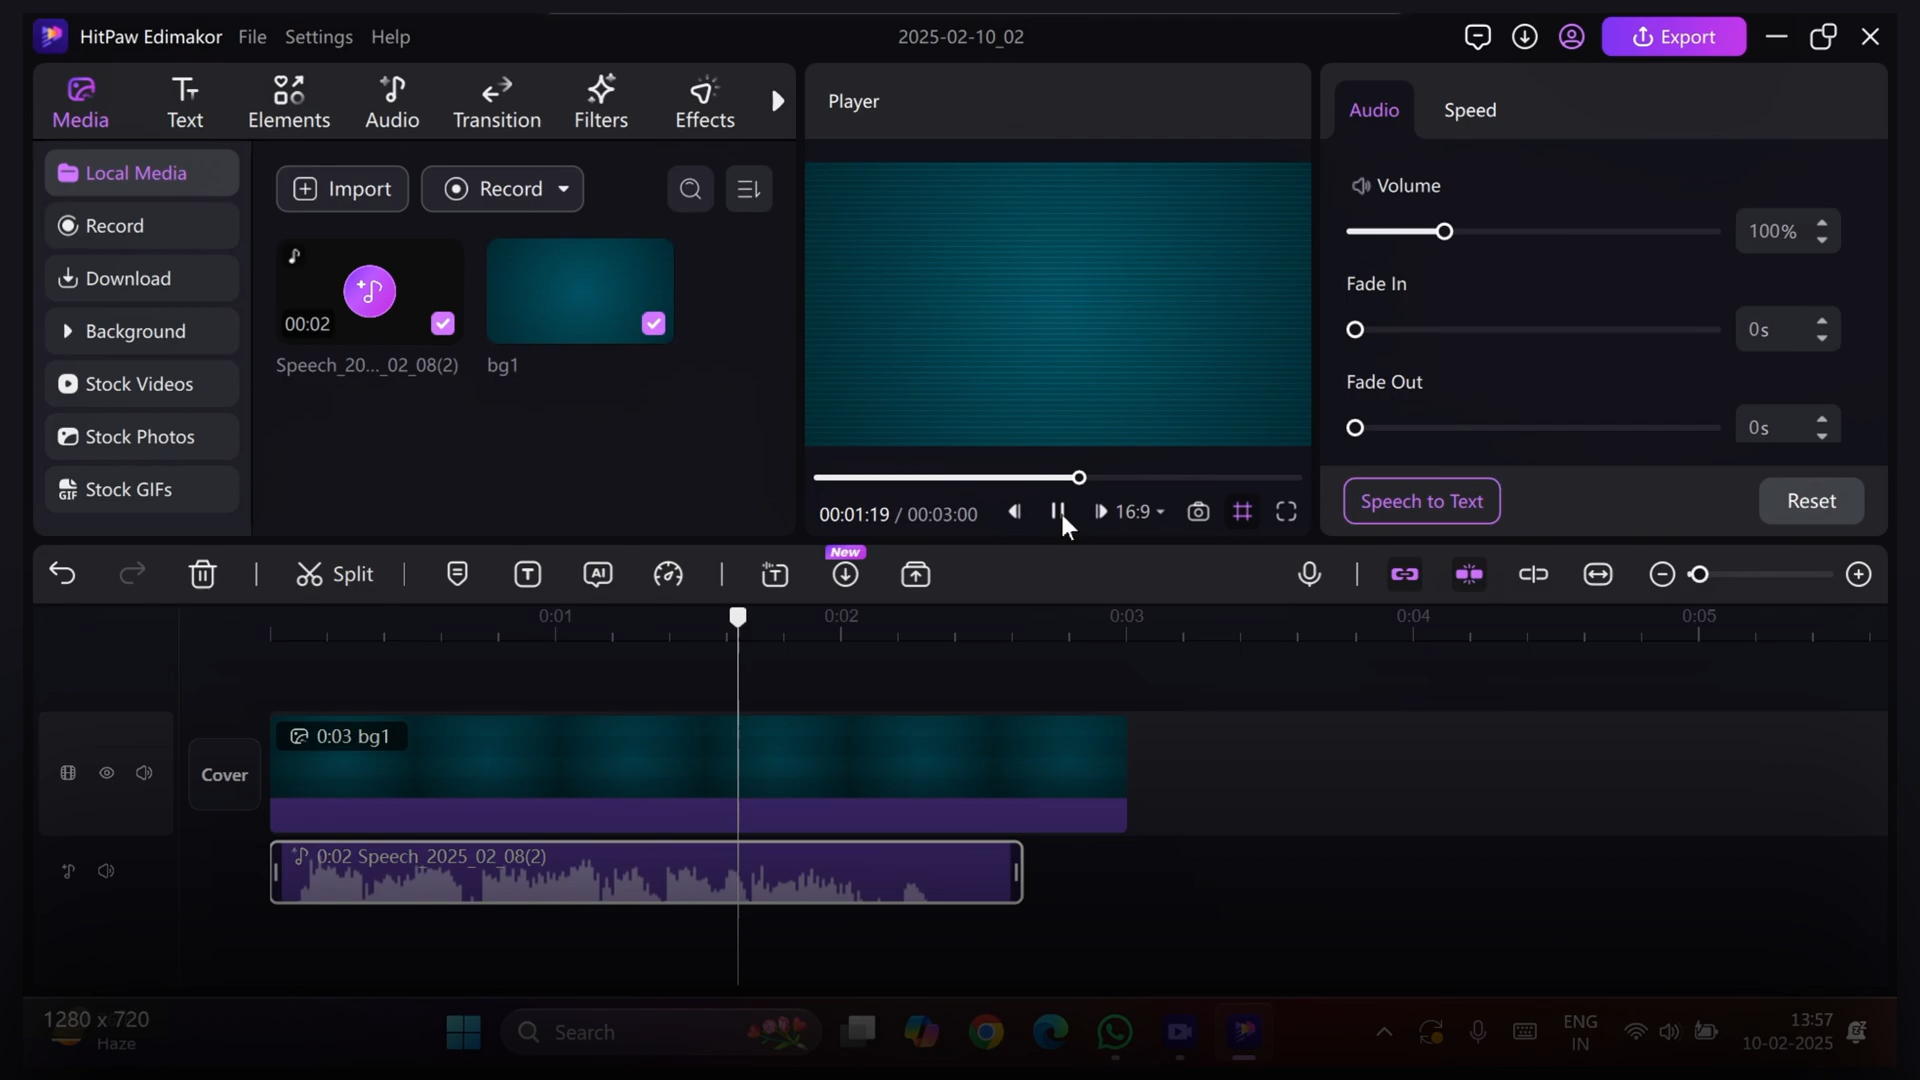 HitPaw Edimakor File Settings Help
2025-02-10_02
Export
Media Text Elements Audio Transition Filters Effects
Local Media
Record
Download
Background
Stock Videos
Stock Photos
GIF Stock GIFs
Import Record
00:02
Speech_20..._02_08(2) bg1
Player
00:01:19 / 00:03:00 16:9
Audio Speed
Volume
100%
Fade In
0s
Fade Out
0s
Speech to Text Reset
Split
T
AI
New
T
0:01 0:02 0:03 0:04 0:05
0:03 bg1
Cover
0:02 Speech_2025_02_08(2)
1280 x 720
Haze
Search
ENG
IN
13:57
10-02-2025